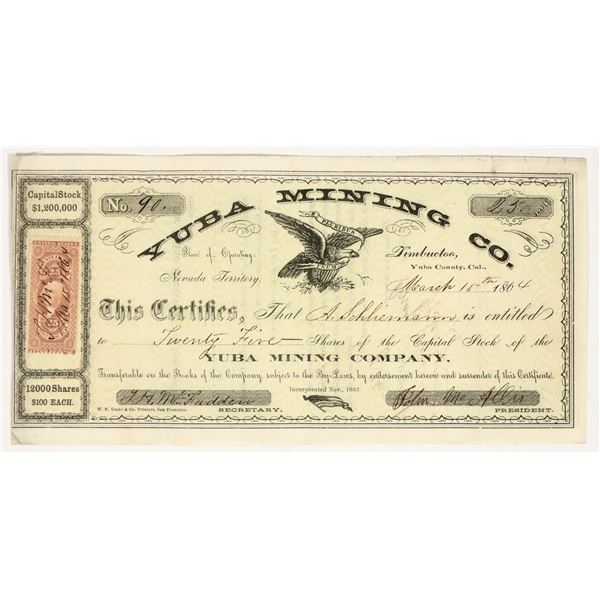 Capital Stock
$1,200,000
No. 90.
25
YUBA MINING CO.
Place of Operating:
Nevada Territory.
Timbuctoo,
Yuba County, Cal.,
March 15th 1864
This Certifies, That A. Schliemann is entitled
to Twenty Five Shares of the Capital Stock of the
YUBA MINING COMPANY,
Transferable on the Books of the Company subject to the By-Laws, by endorsement hereon and surrender of this Certificate.
12000 Shares
$100 EACH.
Incorporated Nov., 1863.
SECRETARY.
John McAllis
PRESIDENT.